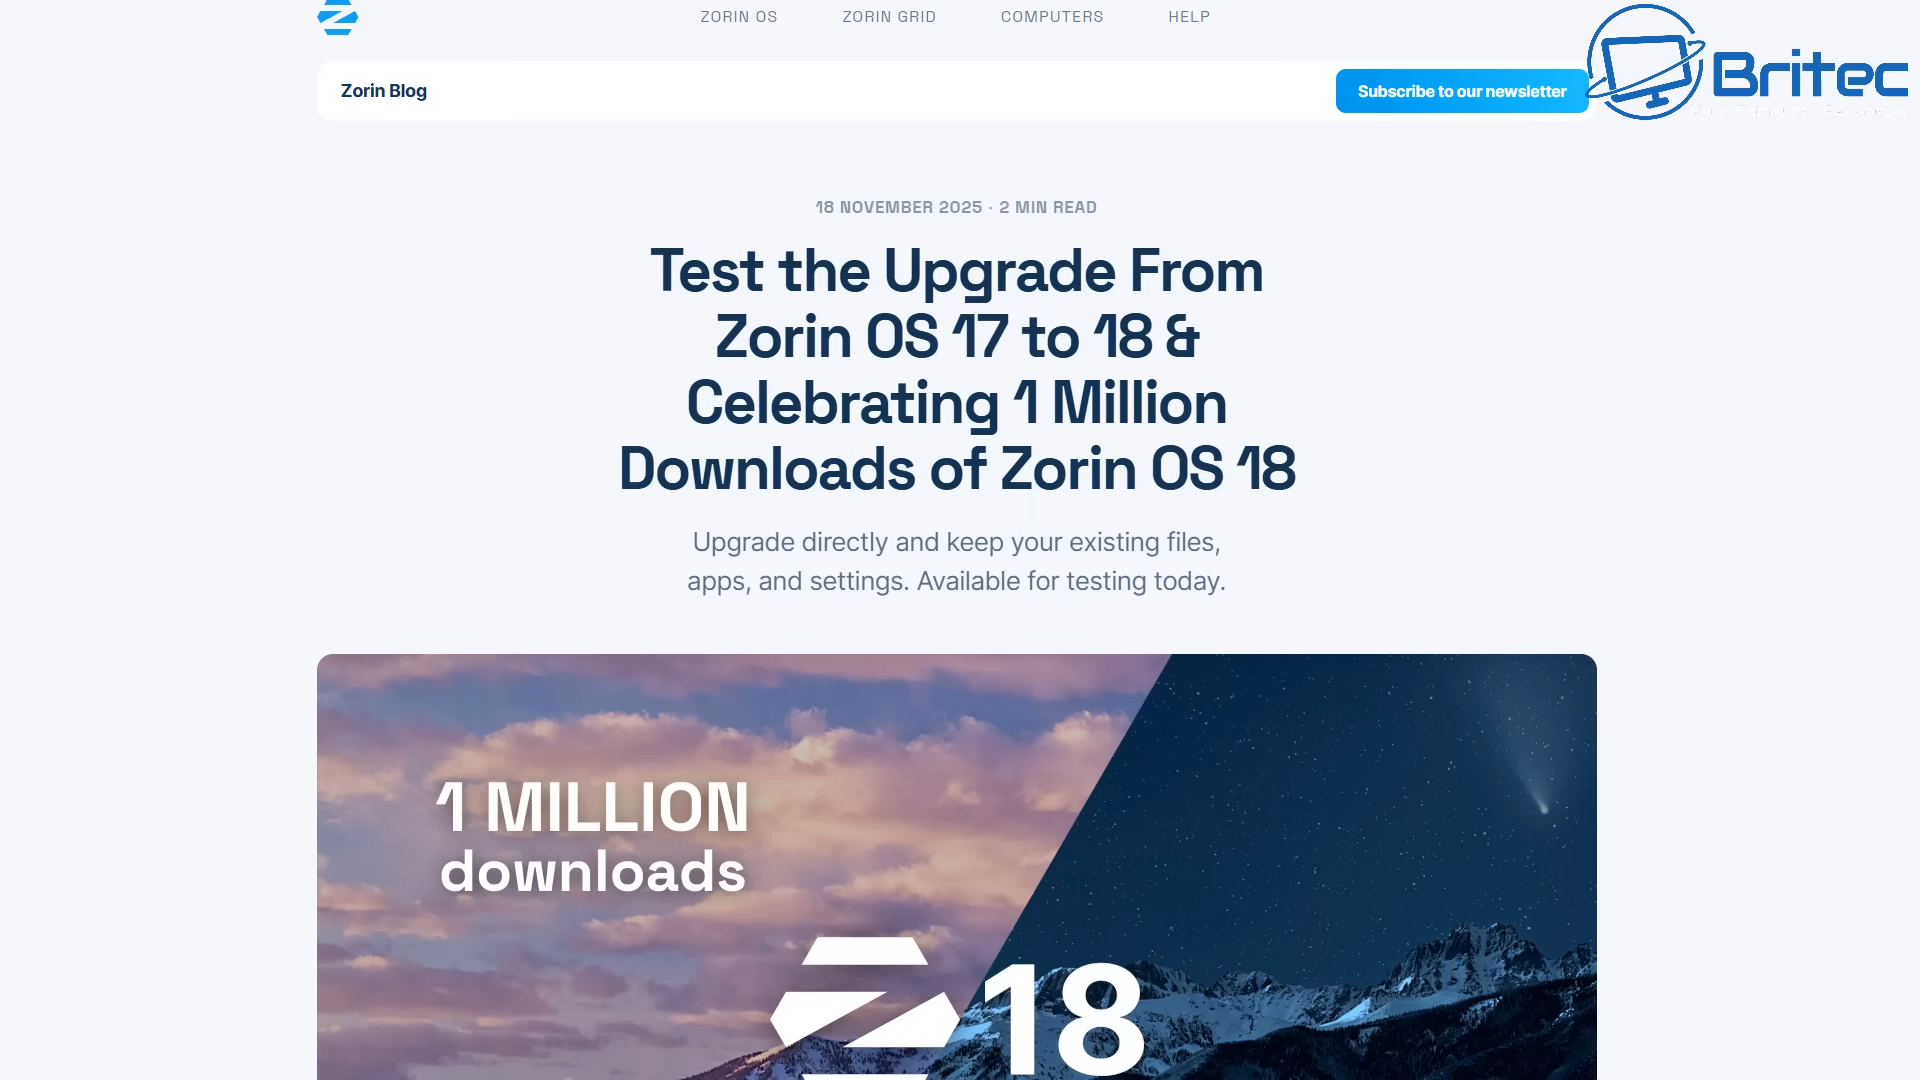 ZORIN OS ZORIN GRID COMPUTERS HELP
Britec
Zorin Blog
Subscribe to our newsletter
18 NOVEMBER 2025 · 2 MIN READ
Test the Upgrade From
Zorin OS 17 to 18 &
Celebrating 1 Million
Downloads of Zorin OS 18
Upgrade directly and keep your existing files,
apps, and settings. Available for testing today.
1 MILLION
downloads
18